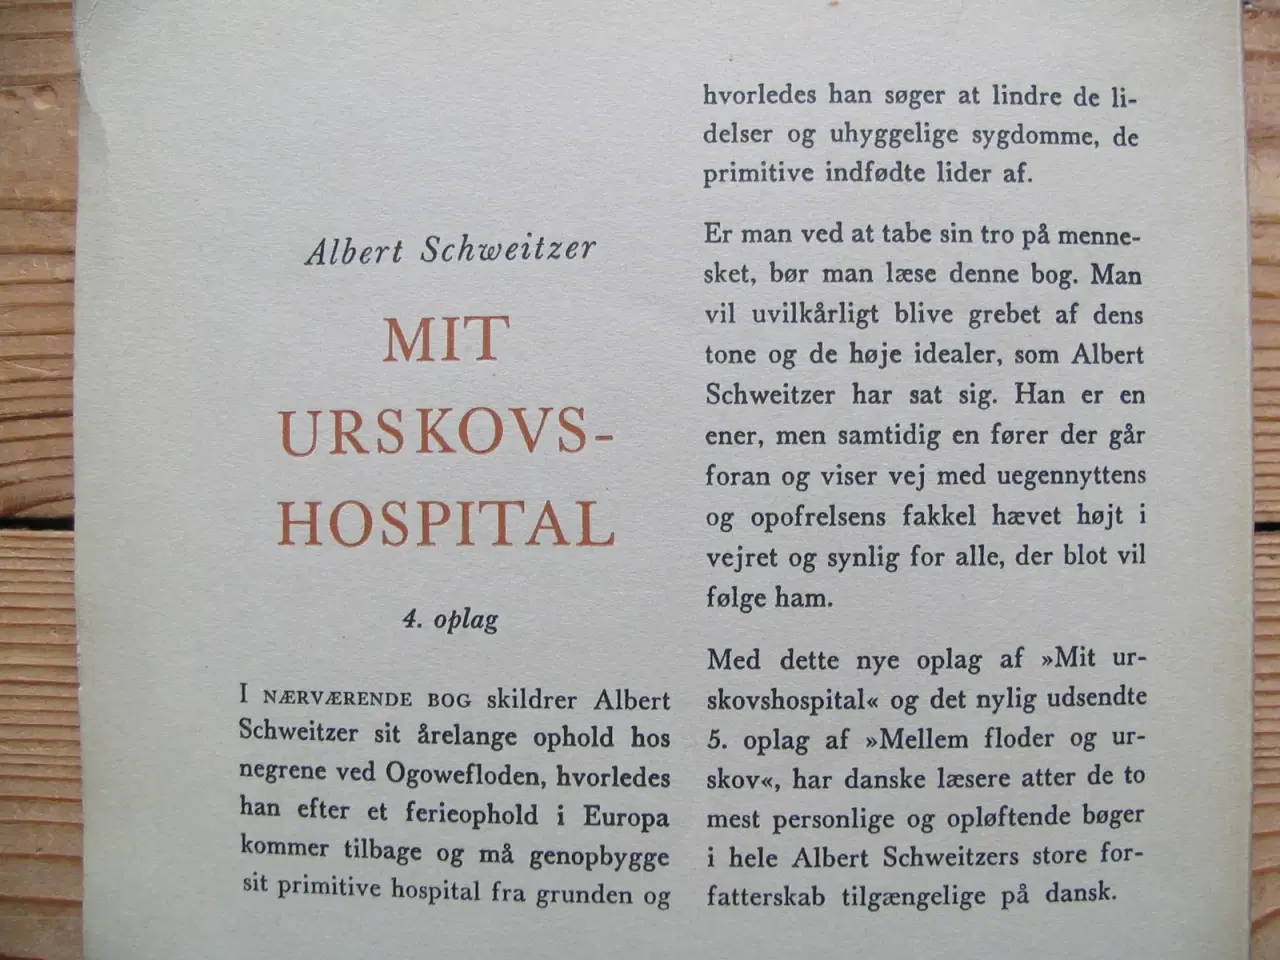 Albert Schweitzer
MIT
URSKOVS-
HOSPITAL
4. oplag
I NÆRVÆRENDE BOG skildrer Albert
Schweitzer sit årelange ophold hos
negrene ved Ogowefloden, hvorledes
han efter et ferieophold i Europa
kommer tilbage og må genopbygge
sit primitive hospital fra grunden og
hvorledes han søger at lindre de li-
delser og uhyggelige sygdomme, de
primitive indfødte lider af.
Er man ved at tabe sin tro på menne-
sket, bør man læse denne bog. Man
vil uvilkårligt blive grebet af dens
tone og de høje idealer, som Albert
Schweitzer har sat sig. Han er en
ener, men samtidig en fører der går
foran og viser vej med uegennyttens
og opofrelsens fakkel hævet højt i
vejret og synlig for alle, der blot vil
følge ham.
Med dette nye oplag af »Mit ur-
skovshospital« og det nylig udsendte
5. oplag af »Mellem floder og ur-
skov«, har danske læsere atter de to
mest personlige og opløftende bøger
i hele Albert Schweitzers store for-
fatterskab tilgængelige på dansk.